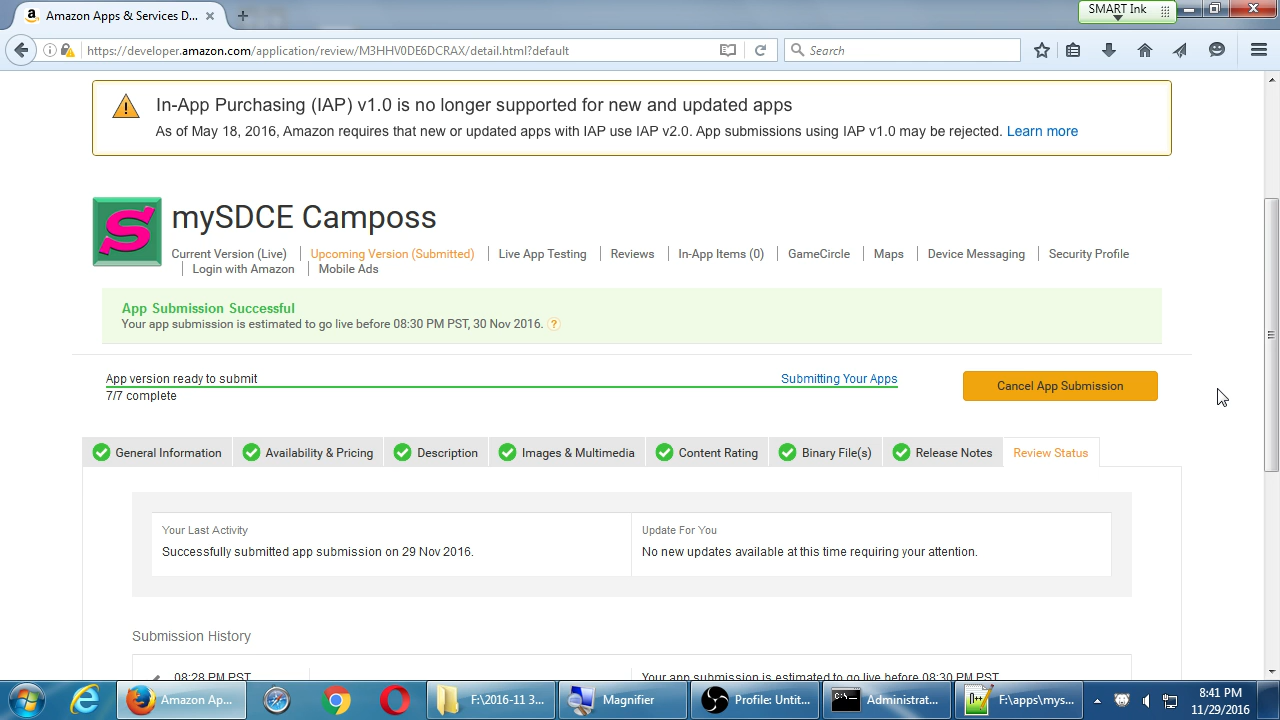 Amazon Apps & Services D...
SMART Ink
https://developer.amazon.com/application/review/M3HHV0DE6DCRAX/detail.html?default
Search
In-App Purchasing (IAP) v1.0 is no longer supported for new and updated apps
As of May 18, 2016, Amazon requires that new or updated apps with IAP use IAP v2.0. App submissions using IAP v1.0 may be rejected. Learn more
S
mySDCE Camposs
Current Version (Live) Upcoming Version (Submitted) Live App Testing Reviews In-App Items (0) GameCircle Maps Device Messaging Security Profile
Login with Amazon Mobile Ads
App Submission Successful
Your app submission is estimated to go live before 08:30 PM PST, 30 Nov 2016. ?
App version ready to submit Submitting Your Apps
7/7 complete
Cancel App Submission
General Information Availability & Pricing Description Images & Multimedia Content Rating Binary File(s) Release Notes Review Status
Your Last Activity Update For You
Successfully submitted app submission on 29 Nov 2016. No new updates available at this time requiring your attention.
Submission History
08:28 PM PST Your app submission is estimated to go live before 08:30 PM PST,
Amazon Ap... F:\2016-11 3... Magnifier Profile: Untit... Administrat... F:\apps\mys...
8:41 PM
11/29/2016